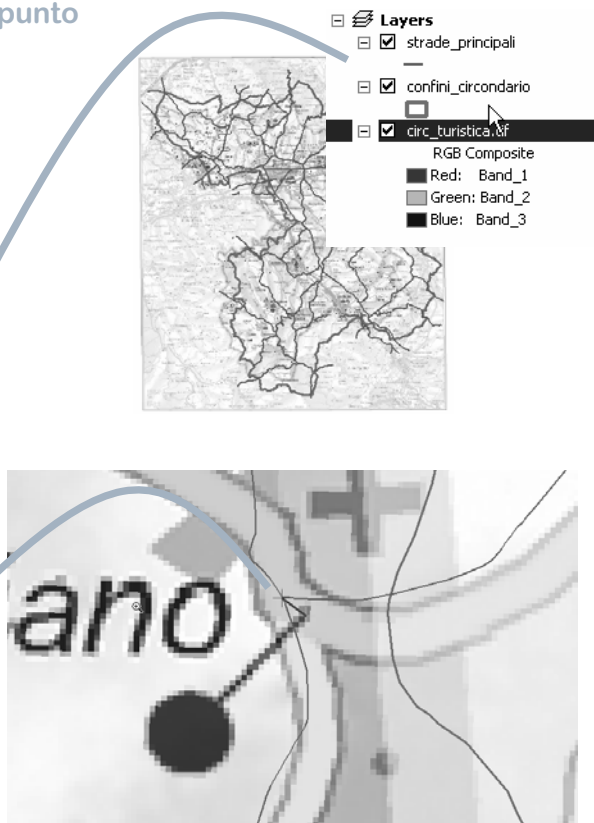 punto
Layers
strade_principali
confini_circondario
circ_turistica.tif
RGB Composite
Red: Band_1
Green: Band_2
Blue: Band_3
ano